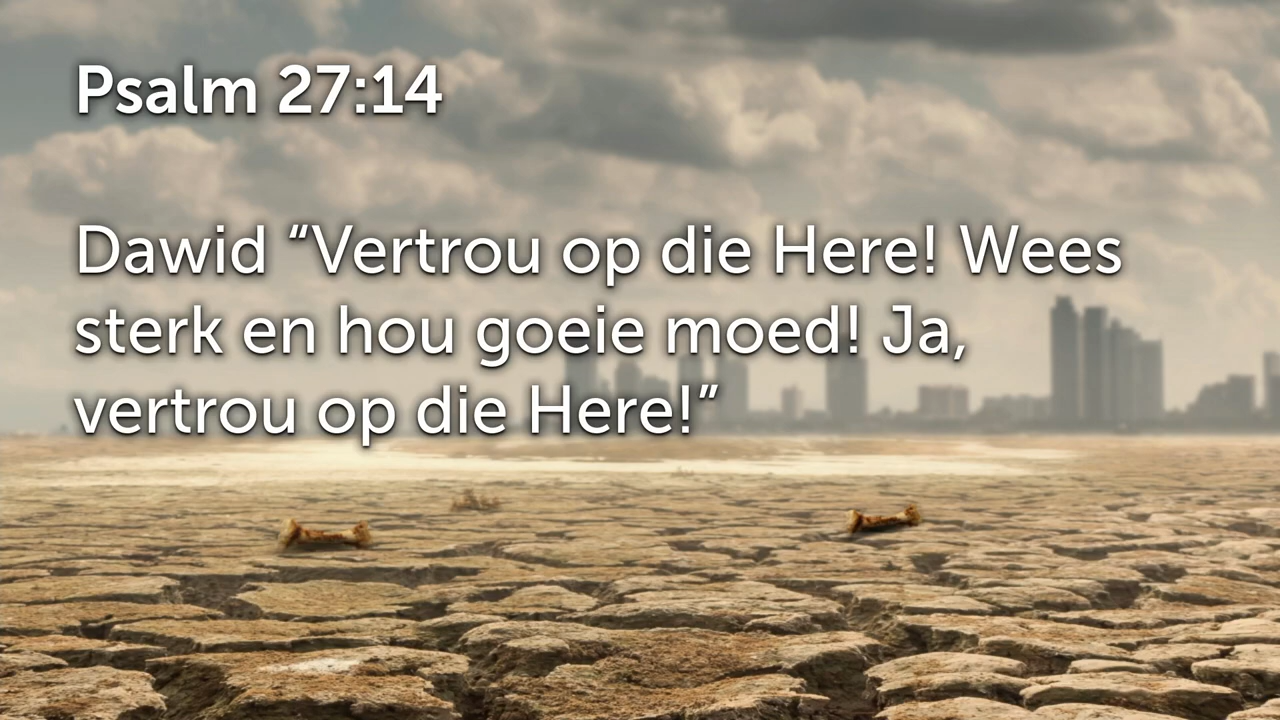 Psalm 27:14
Dawid “Vertrou op die Here! Wees
sterk en hou goeie moed! Ja,
vertrou op die Here!”